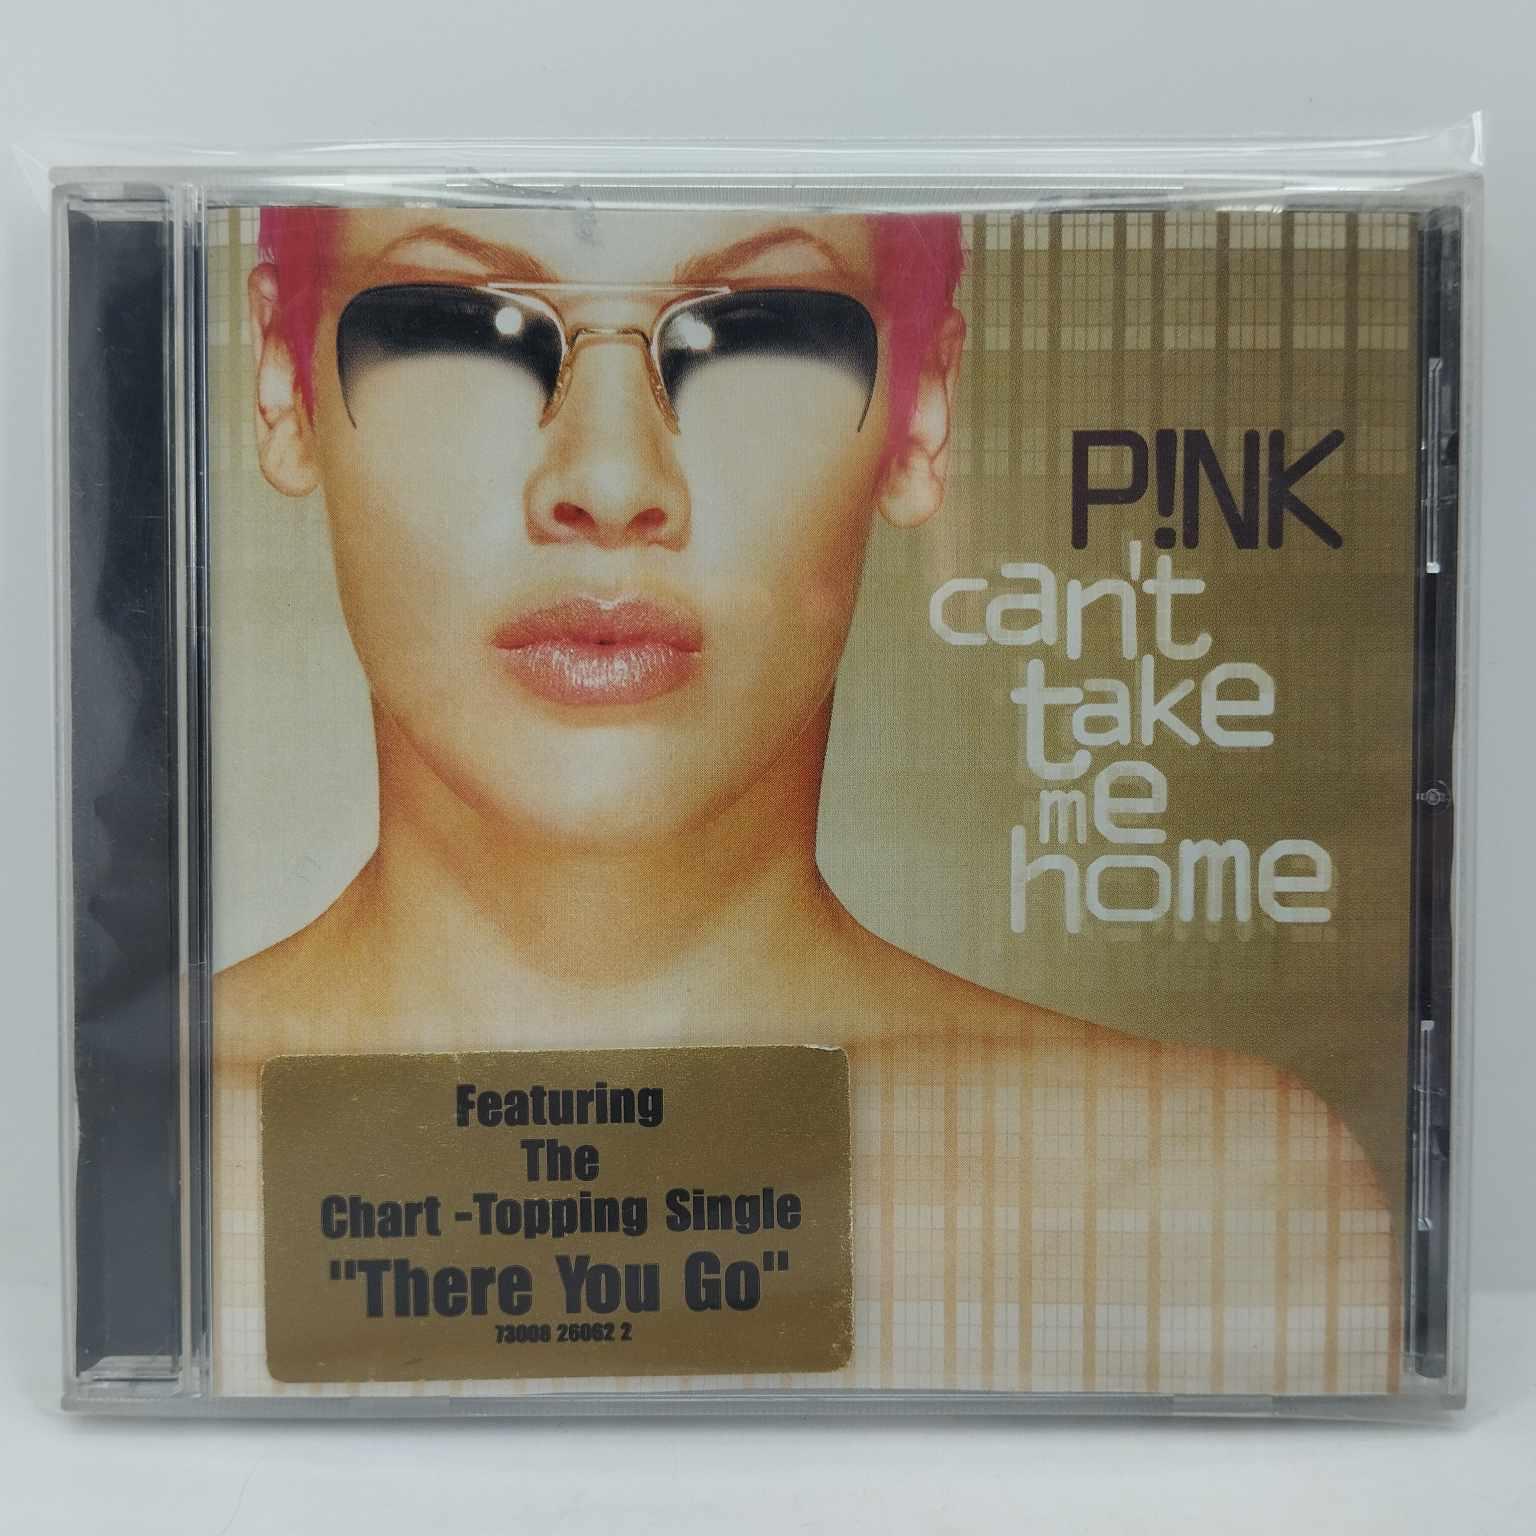 P!NK
can't
take
me
home
Featuring
The
Chart -Topping Single
"There You Go"
73008 26062 2